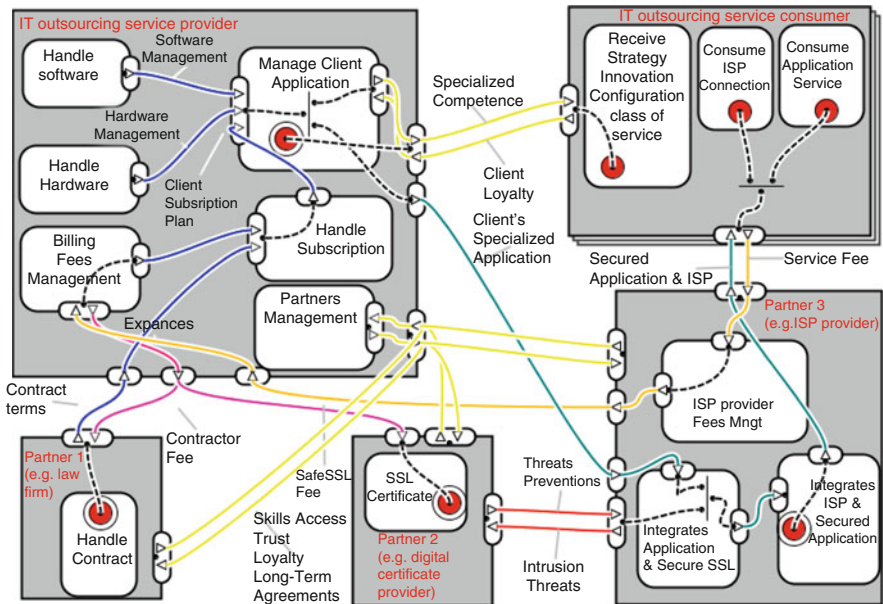 IT outsourcing service provider
Handle
software
Software
Management
Manage Client
Application
Hardware
Management
Handle
Hardware
Client
Subsription
Plan
Billing
Fees
Management
Handle
Subscription
Partners
Management
Expances
Specialized
Competence
Client
Loyalty
Client's
Specialized
Application
IT outsourcing service consumer
Receive
Strategy
Innovation
Configuration
class of
service
Consume
ISP
Connection
Consume
Application
Service
Secured
Application & ISP
Service Fee
Partner 3
(e.g.ISP provider)
ISP provider
Fees Mngt
Contract
terms
Contractor
Fee
Partner 1
(e.g. law
firm)
Handle
Contract
SafeSSL
Fee
Skills Access
Trust
Loyalty
Long-Term
Agreements
SSL
Certificate
Partner 2
(e.g. digital
certificate
provider)
Threats
Preventions
Intrusion
Threats
Integrates
Application
& Secure SSL
Integrates
ISP &
Secured
Application